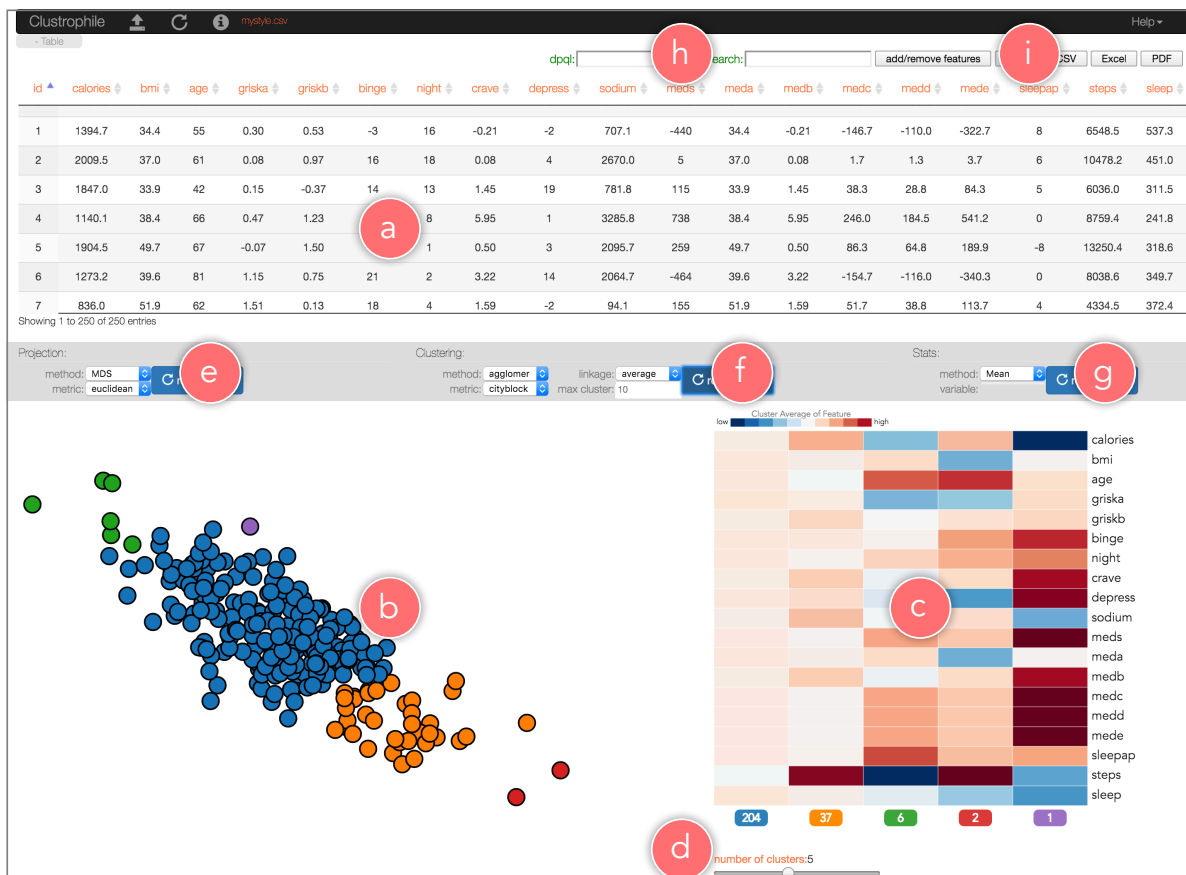 Clustrophile mystyle.csv Help
- Table
dpql: h earch: add/remove features i CSV Excel PDF
id calories bmi age griska griskb binge night crave depress sodium meds meda medb medc medd mede sleepap steps sleep
1 1394.7 34.4 55 0.30 0.53 -3 16 -0.21 -2 707.1 -440 34.4 -0.21 -146.7 -110.0 -322.7 8 6548.5 537.3
2 2009.5 37.0 61 0.08 0.97 16 18 0.08 4 2670.0 5 37.0 0.08 1.7 1.3 3.7 6 10478.2 451.0
3 1847.0 33.9 42 0.15 -0.37 14 13 1.45 19 781.8 115 33.9 1.45 38.3 28.8 84.3 5 6036.0 311.5
4 1140.1 38.4 66 0.47 1.23 a 8 5.95 1 3285.8 738 38.4 5.95 246.0 184.5 541.2 0 8759.4 241.8
5 1904.5 49.7 67 -0.07 1.50 1 0.50 3 2095.7 259 49.7 0.50 86.3 64.8 189.9 -8 13250.4 318.6
6 1273.2 39.6 81 1.15 0.75 21 2 3.22 14 2064.7 -464 39.6 3.22 -154.7 -116.0 -340.3 0 8038.6 349.7
7 836.0 51.9 62 1.51 0.13 18 4 1.59 -2 94.1 155 51.9 1.59 51.7 38.8 113.7 4 4334.5 372.4
Showing 1 to 250 of 250 entries
Projection: Clustering: Stats:
method: MDS e method: agglomer linkage: average f method: Mean g
metric: euclidean metric: cityblock max cluster: 10 variable:
Cluster Average of Feature
low high
calories
bmi
age
griska
griskb
binge
night
crave
depress
b c
sodium
meds
meda
medb
medc
medd
mede
sleepap
steps
sleep
204 37 6 2 1
d
number of clusters:5